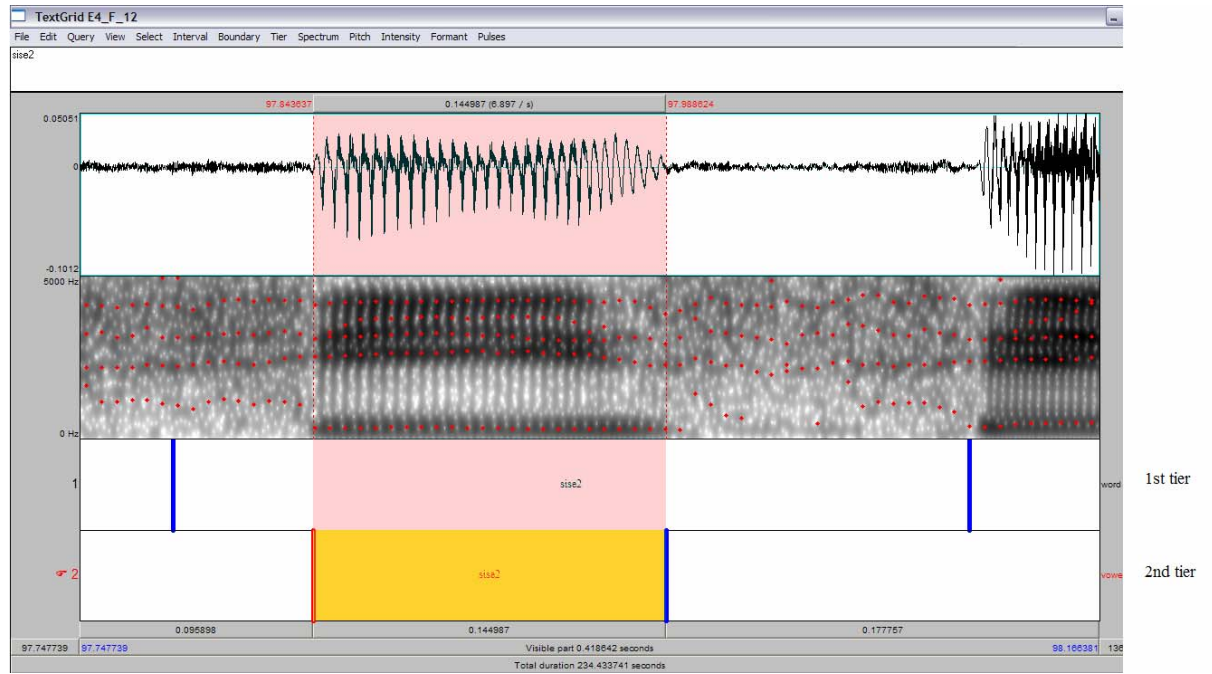 TextGrid E4_F_12
File Edit Query View Select Interval Boundary Tier Spectrum Pitch Intensity Formant Pulses
sise2
97.843637 0.144987 (6.897 / s) 97.988624
0.05051
0
-0.1012
5000 Hz
0 Hz
1 sise2 word 1st tier
2 sise2 vowe 2nd tier
0.095898 0.144987 0.177757
97.747739 97.747739 Visible part 0.418642 seconds 98.166381 136
Total duration 234.433741 seconds